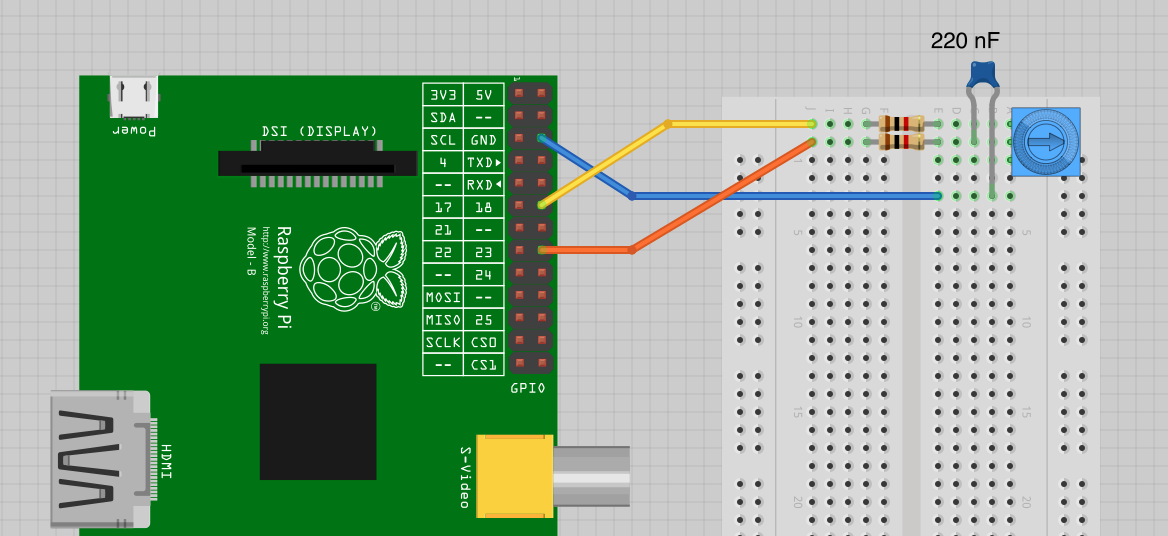 220 nF
Power
DSI (DISPLAY)
3V3 5V
SDA --
SCL GND
4 TXD
-- RXD
17 18
21 --
22 23
-- 24
MOSI --
MISO 25
SCLK CS0
-- CS1
GPIO
Raspberry Pi
http://www.raspberrypi.org
Model - B
®
HDMI
S-Video
J I H G F E D
1
5 5
10 10
15 15
20 20